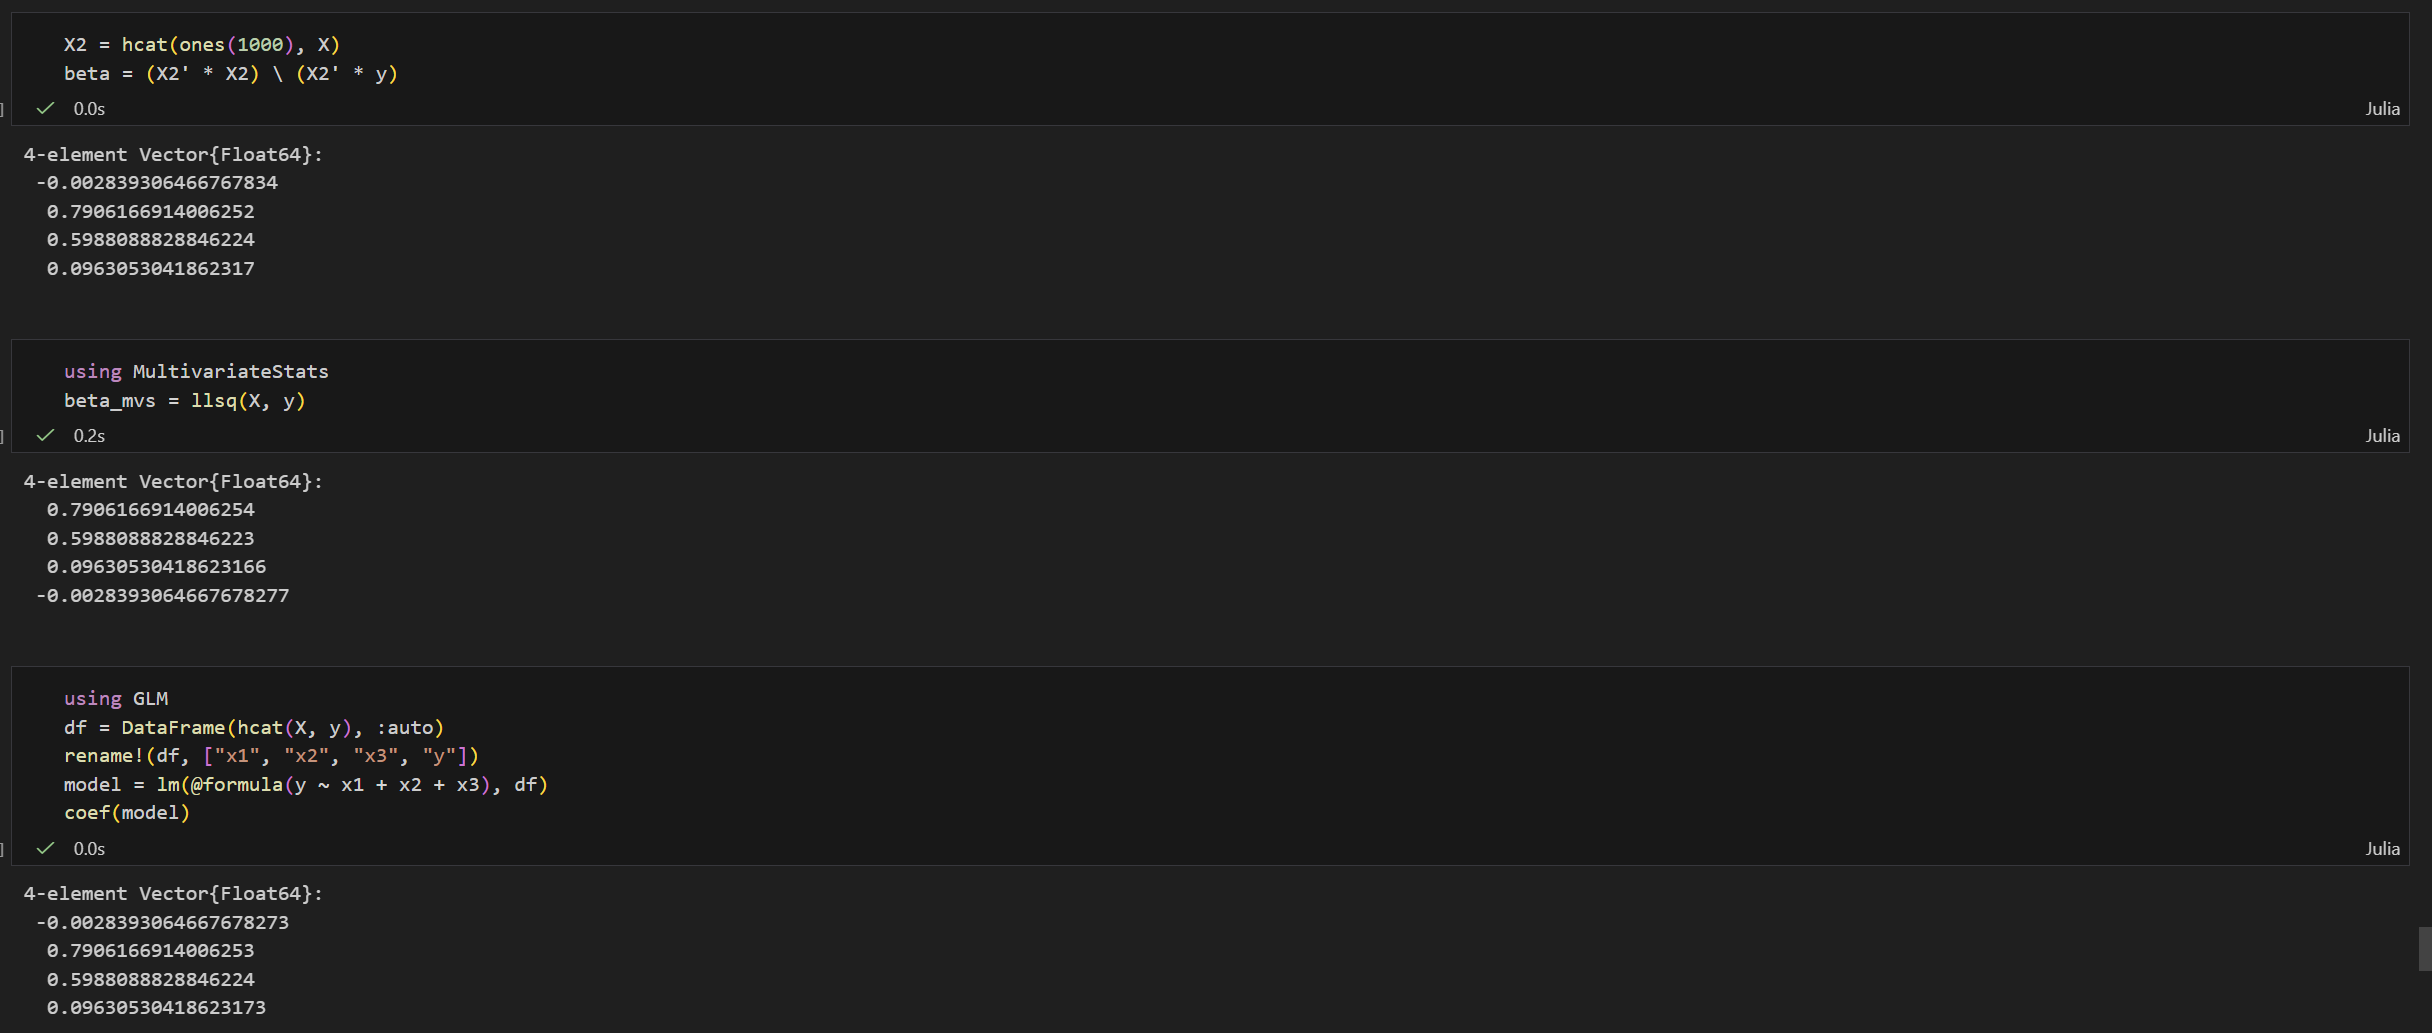 X2 = hcat(ones(1000), X)
beta = (X2' * X2) \ (X2' * y)
] ✓ 0.0s Julia
4-element Vector{Float64}:
-0.002839306466767834
0.7906166914006252
0.5988088828846224
0.0963053041862317
using MultivariateStats
beta_mvs = llsq(X, y)
] ✓ 0.2s Julia
4-element Vector{Float64}:
0.7906166914006254
0.5988088828846223
0.09630530418623166
-0.0028393064667678277
using GLM
df = DataFrame(hcat(X, y), :auto)
rename!(df, ["x1", "x2", "x3", "y"])
model = lm(@formula(y ~ x1 + x2 + x3), df)
coef(model)
] ✓ 0.0s Julia
4-element Vector{Float64}:
-0.0028393064667678273
0.7906166914006253
0.5988088828846224
0.09630530418623173